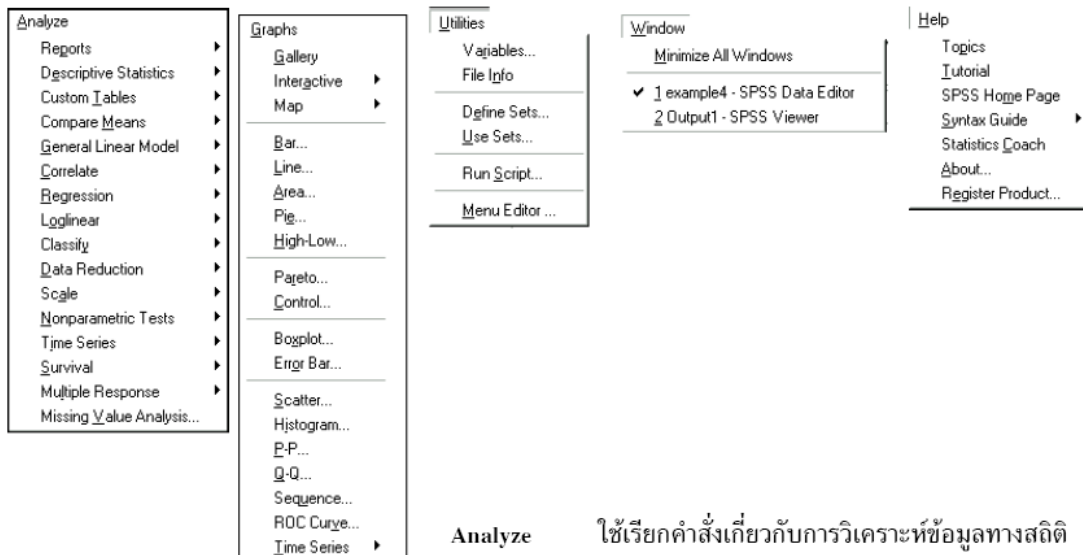 Analyze
Reports
Descriptive Statistics
Custom Tables
Compare Means
General Linear Model
Correlate
Regression
Loglinear
Classify
Data Reduction
Scale
Nonparametric Tests
Time Series
Survival
Multiple Response
Missing Value Analysis...
Graphs
Gallery
Interactive
Map
Bar...
Line...
Area...
Pie...
High-Low...
Pareto...
Control...
Boxplot...
Error Bar...
Scatter...
Histogram...
P-P...
Q-Q...
Sequence...
ROC Curve...
Time Series
Utilities
Variables...
File Info
Define Sets...
Use Sets...
Run Script...
Menu Editor ...
Window
Minimize All Windows
✔ 1 example4 - SPSS Data Editor
2 Output1 - SPSS Viewer
Help
Topics
Tutorial
SPSS Home Page
Syntax Guide
Statistics Coach
About...
Register Product...
Analyze ใช้เรียกคำสั่งเกี่ยวกับการวิเคราะห์ข้อมูลทางสถิติ